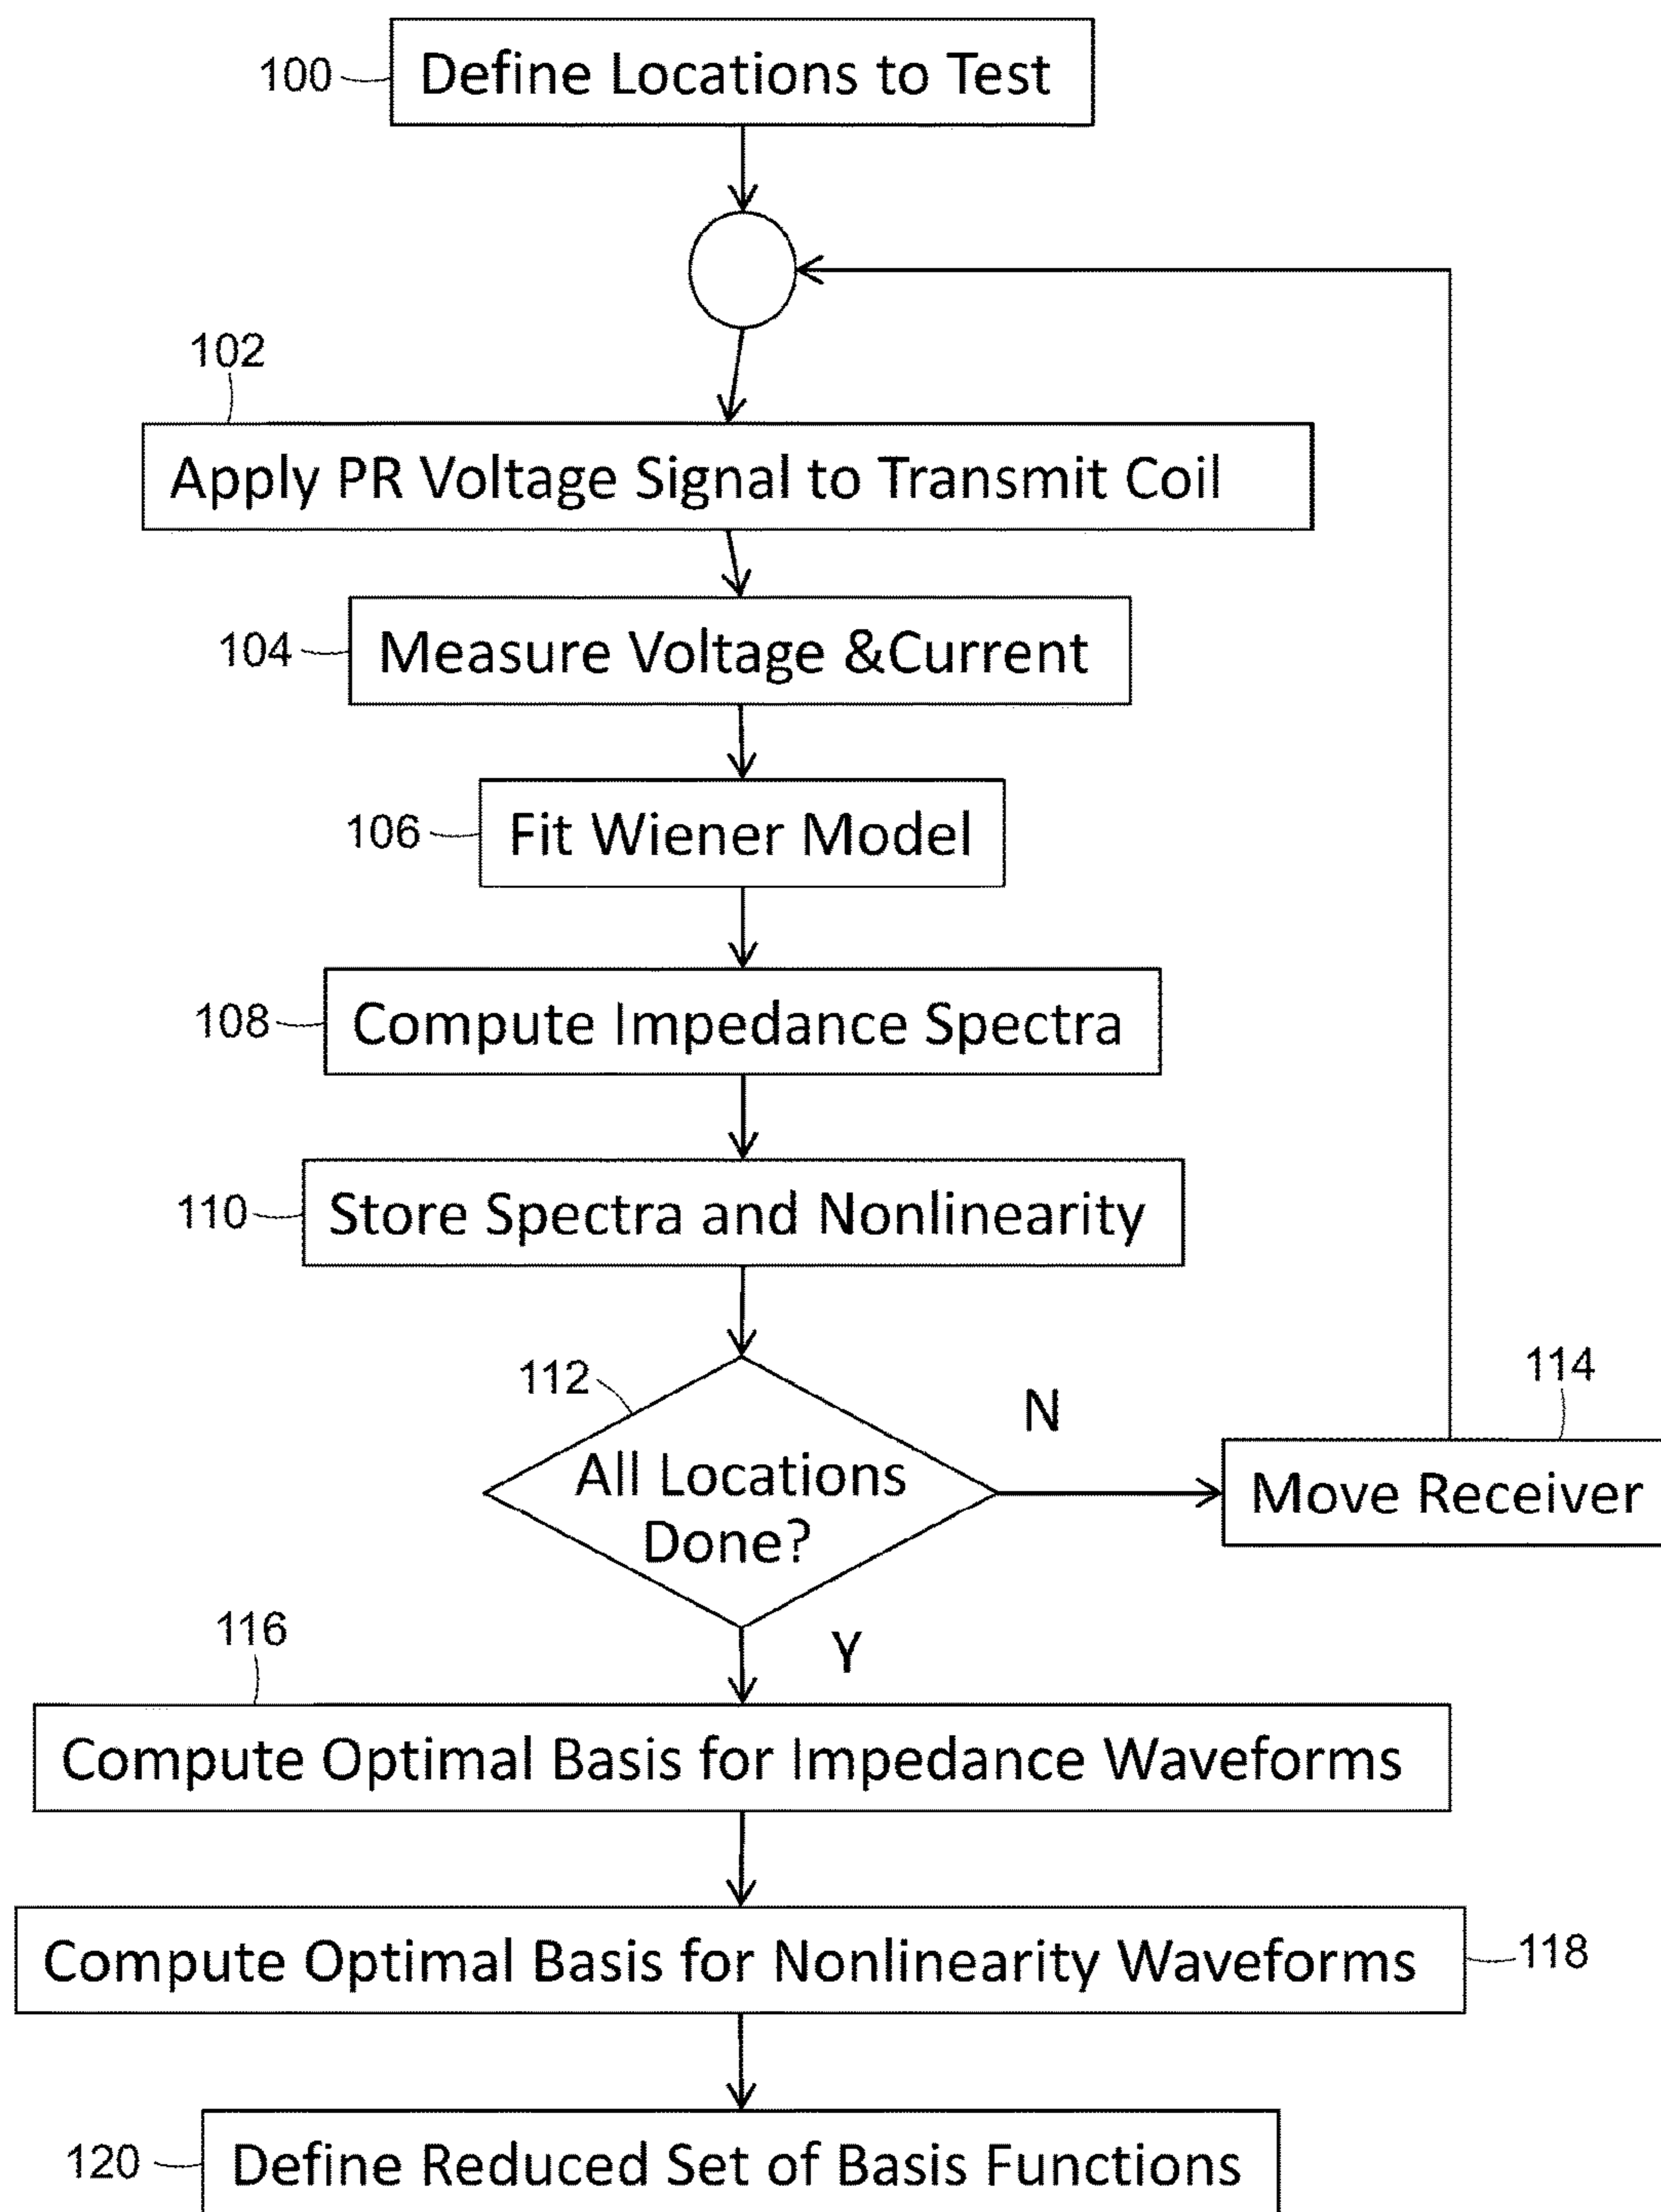 100
Define Locations to Test
102
Apply PR Voltage Signal to Transmit Coil
104
Measure Voltage &Current
106
Fit Wiener Model
108
Compute Impedance Spectra
110
Store Spectra and Nonlinearity
112
All Locations
Done?
N
114
Move Receiver
Y
116
Compute Optimal Basis for Impedance Waveforms
Compute Optimal Basis for Nonlinearity Waveforms
118
120
Define Reduced Set of Basis Functions